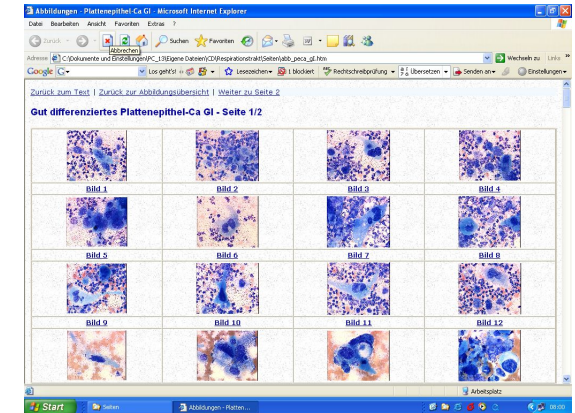 Abbildungen - Plattenepithel-Ca GI - Microsoft Internet Explorer
Datei Bearbeiten Ansicht Favoriten Extras ?
Zurück Suchen Favoriten
Abbrechen
Adresse C:\Dokumente und Einstellungen\PC_13\Eigene Dateien\CD\Respirationstrakt\Seiten\abb_peca_gI.htm Wechseln zu Links »
Google G Los geht's! Lesezeichen 1 blockiert Rechtschreibprüfung Übersetzen Senden an Einstellungen
Zurück zum Text | Zurück zur Abbildungsübersicht | Weiter zu Seite 2
Gut differenziertes Plattenepithel-Ca GI - Seite 1/2
Bild 1 Bild 2 Bild 3 Bild 4
Bild 5 Bild 6 Bild 7 Bild 8
Bild 9 Bild 10 Bild 11 Bild 12
Arbeitsplatz
Start Seiten Abbildungen - Platten... 08:00